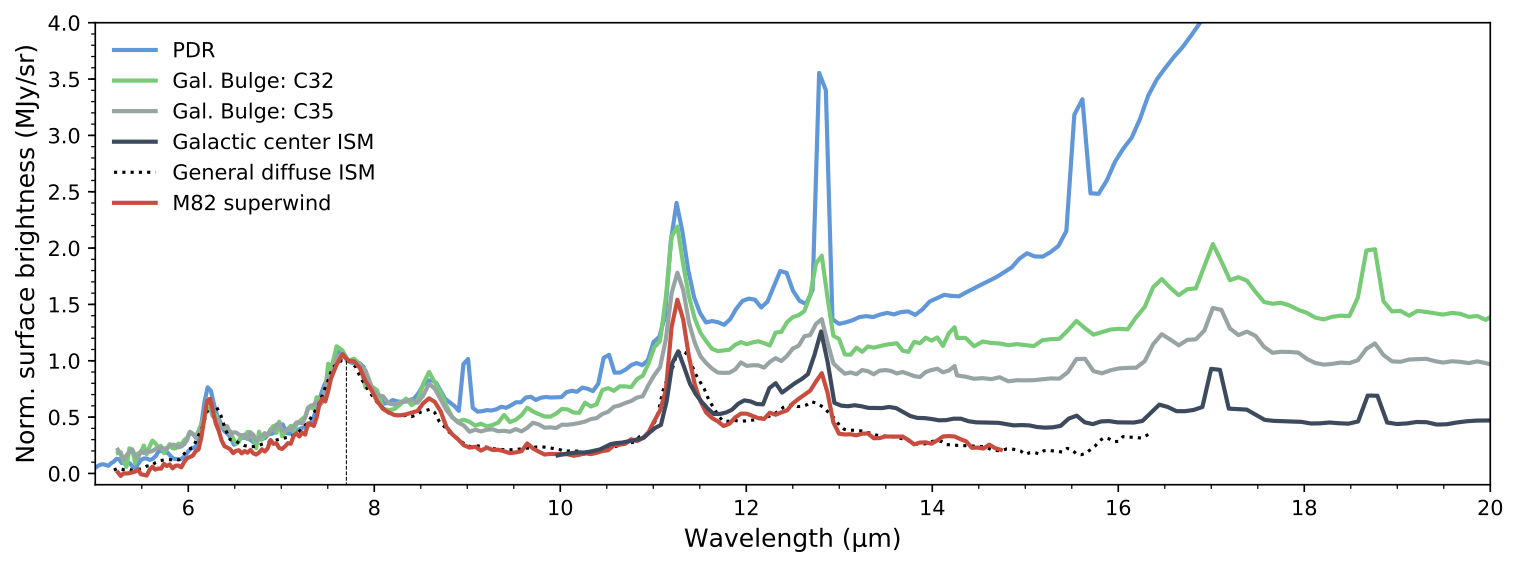 Norm. surface brightness (MJy/sr)
4.0
3.5
3.0
2.5
2.0
1.5
1.0
0.5
0.0
PDR
Gal. Bulge: C32
Gal. Bulge: C35
Galactic center ISM
General diffuse ISM
M82 superwind
6 8 10 12 14 16 18 20
Wavelength (μm)